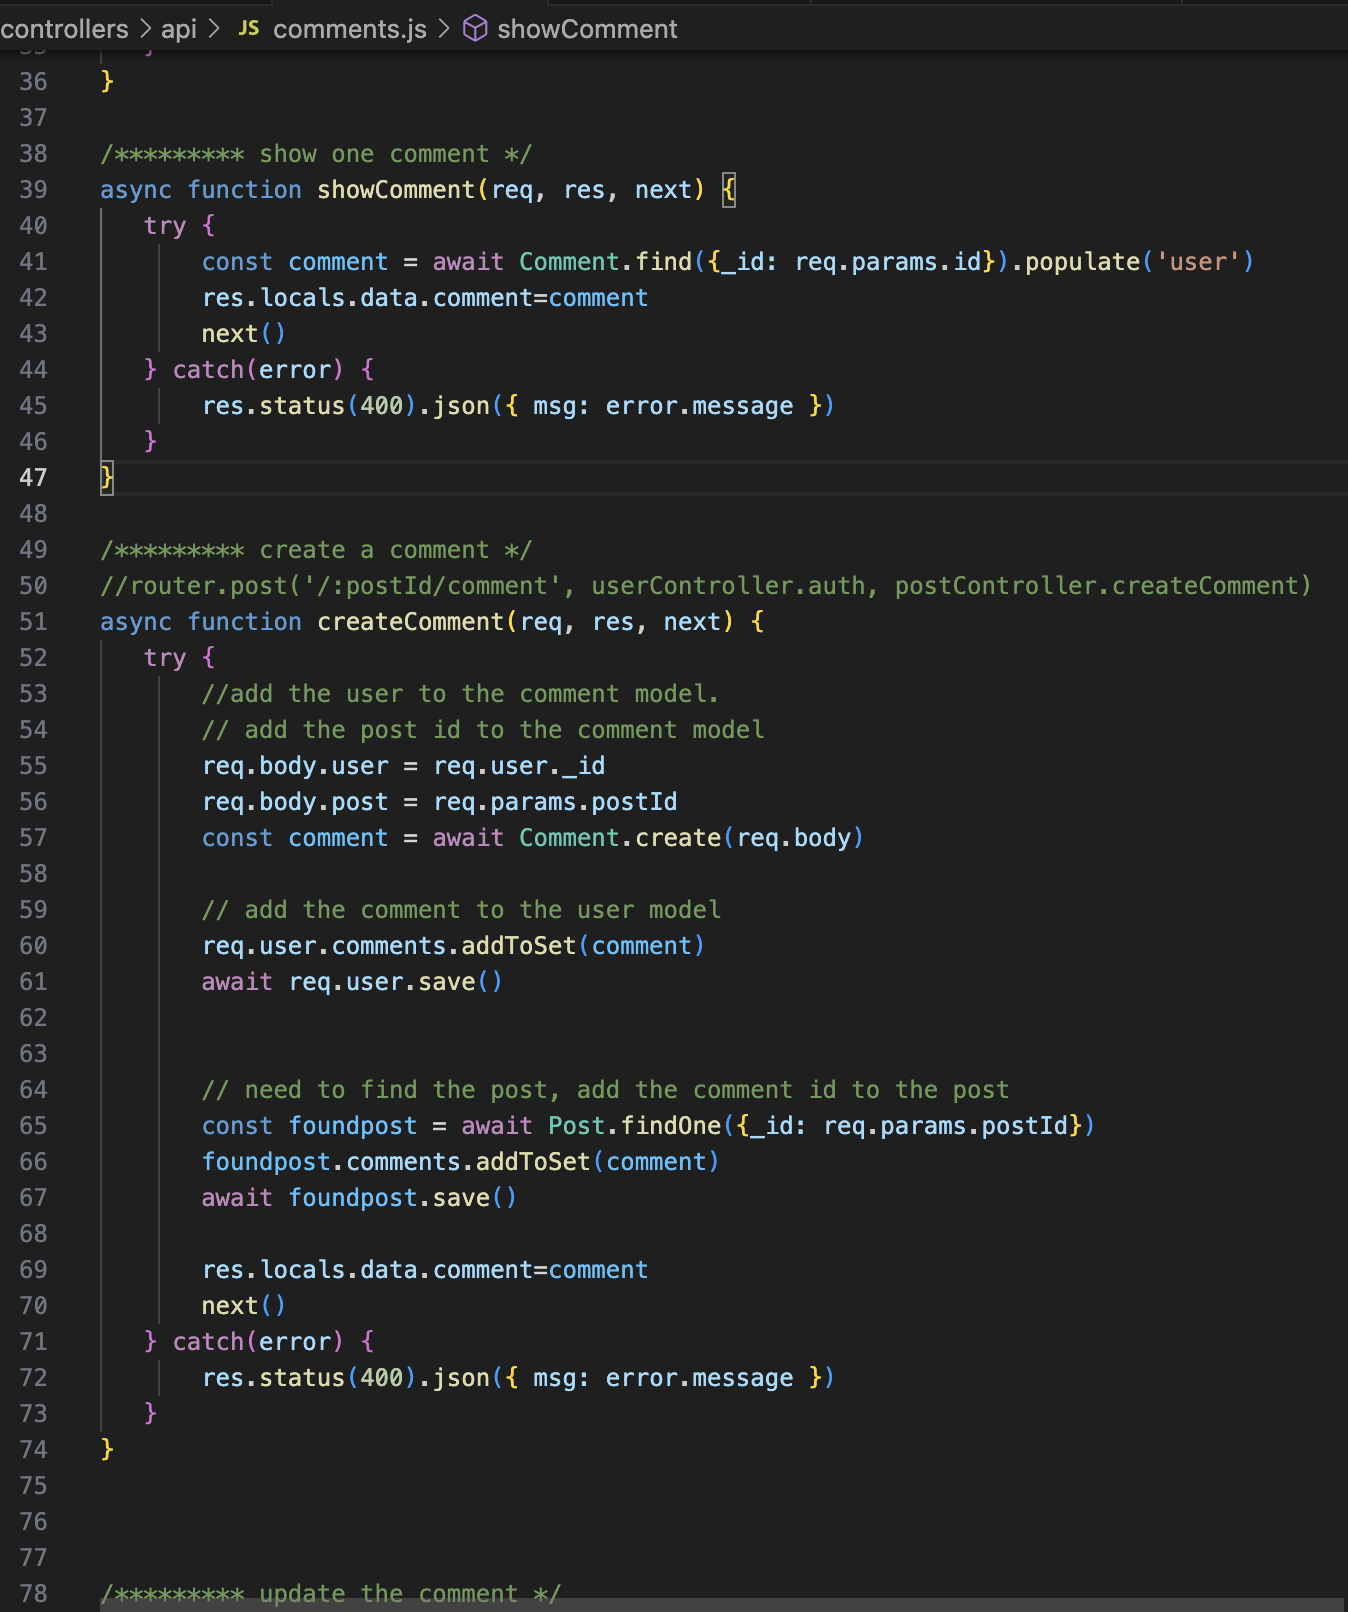 controllers > api > JS comments.js > showComment
35 }
36 }
37
38 /********* show one comment */
39 async function showComment(req, res, next) {
40 try {
41 const comment = await Comment.find({_id: req.params.id}).populate('user')
42 res.locals.data.comment=comment
43 next()
44 } catch(error) {
45 res.status(400).json({ msg: error.message })
46 }
47 }
48
49 /********* create a comment */
50 //router.post('/:postId/comment', userController.auth, postController.createComment)
51 async function createComment(req, res, next) {
52 try {
53 //add the user to the comment model.
54 // add the post id to the comment model
55 req.body.user = req.user._id
56 req.body.post = req.params.postId
57 const comment = await Comment.create(req.body)
58
59 // add the comment to the user model
60 req.user.comments.addToSet(comment)
61 await req.user.save()
62
63
64 // need to find the post, add the comment id to the post
65 const foundpost = await Post.findOne({_id: req.params.postId})
66 foundpost.comments.addToSet(comment)
67 await foundpost.save()
68
69 res.locals.data.comment=comment
70 next()
71 } catch(error) {
72 res.status(400).json({ msg: error.message })
73 }
74 }
75
76
77
78 /********* update the comment */